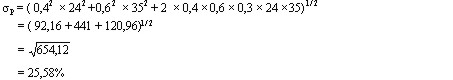 σp = ( 0,4² × 24² +0,6² × 35² + 2 × 0,4 × 0,6 × 0,3 × 24 ×35)^1/2
= ( 92,16 + 441 + 120,96)^1/2
= √654,12
= 25,58%